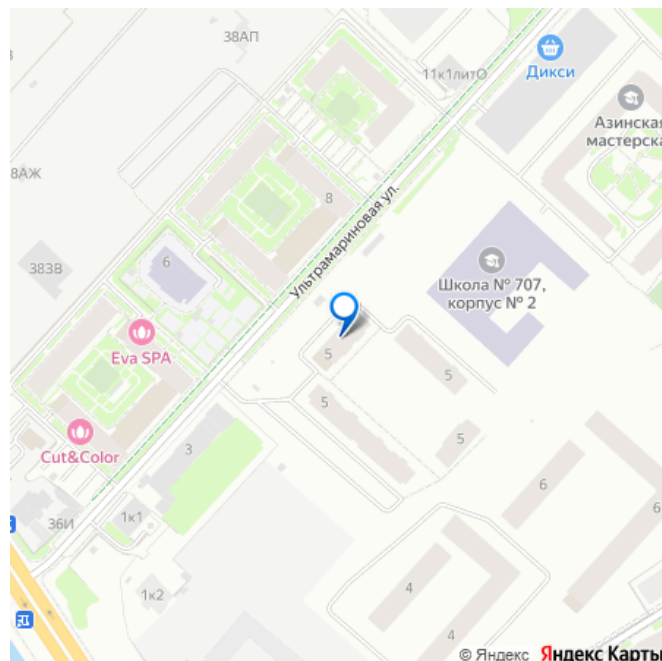 38АП
11к1литО
Дикси
Азинская
мастерска
8АЖ
8
Ультрамариновая ул.
383В
6
Школа № 707,
корпус № 2
Eva SPA
5
5
5
Cut&Color
3
5
36И
1к1
6
6
1к2
4
4
© Яндекс Яндекс Карты